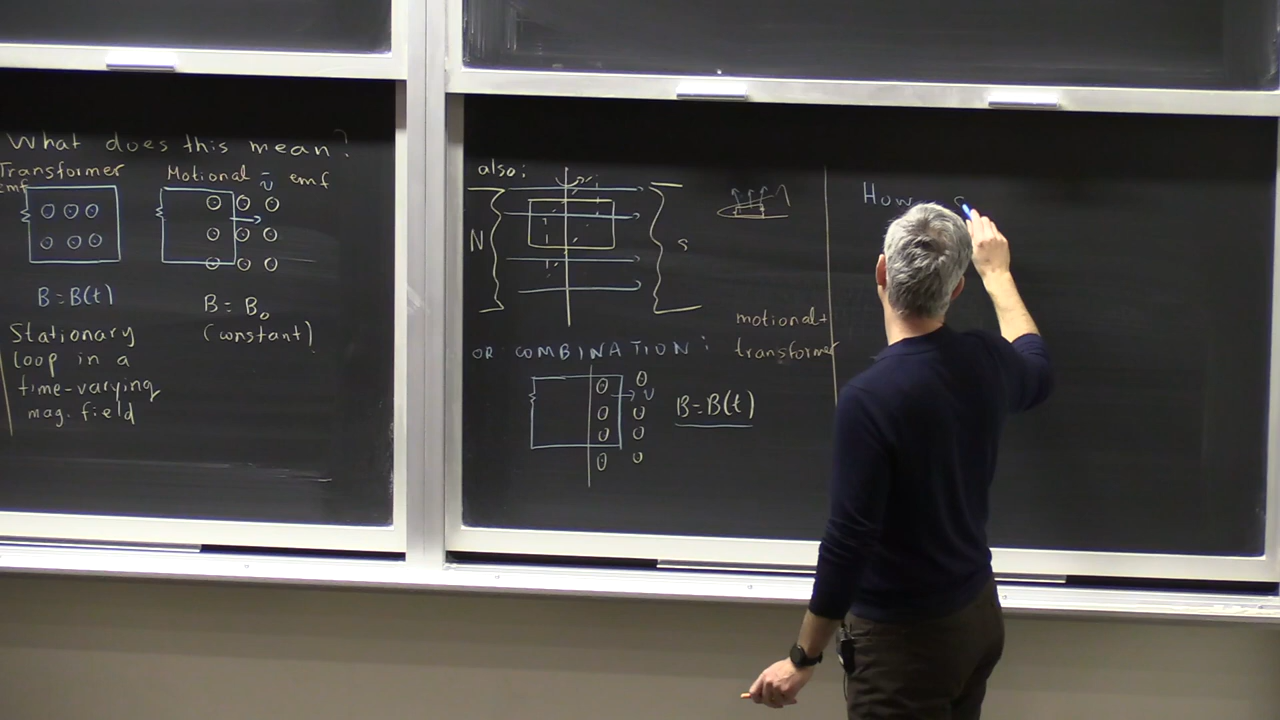 What does this mean?
Transformer
emf
Motional emf
v
B = B(t)
Stationary
loop in a
time-varying
mag. field
B = B₀
(constant)
also:
N
S
motional +
transformer
OR COMBINATION:
v
B = B(t)
How